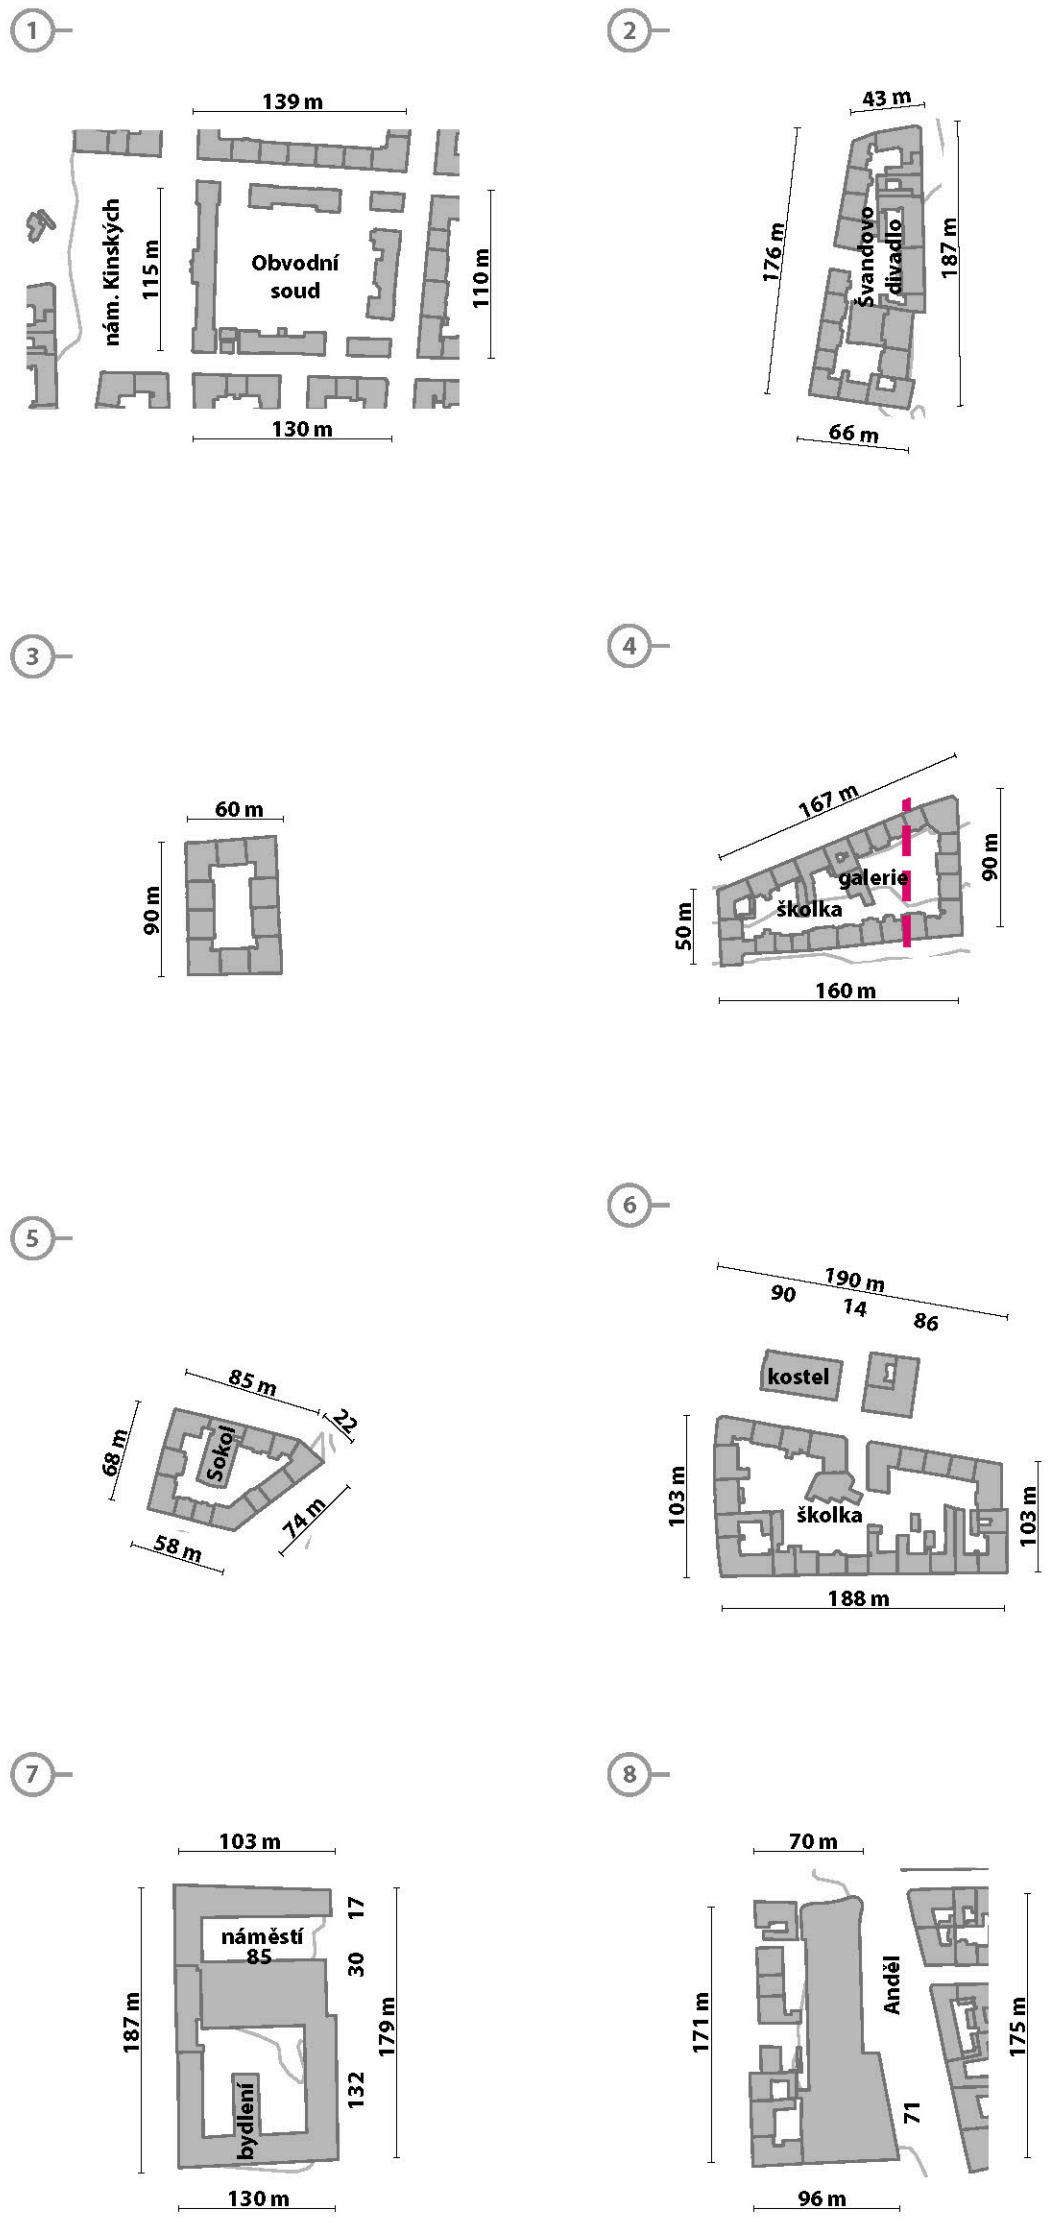 1
139 m
nám. Kinských
115 m
Obvodní
soud
110 m
130 m
2
43 m
176 m
Švandovo
divadlo
187 m
66 m
3
60 m
90 m
4
167 m
galerie
školka
50 m
90 m
160 m
5
85 m
22
68 m
Sokol
74 m
58 m
6
190 m
90
14
86
kostel
103 m
školka
103 m
188 m
7
103 m
17
náměstí
85
30
187 m
179 m
132
bydlení
130 m
8
70 m
Anděl
171 m
175 m
71
96 m